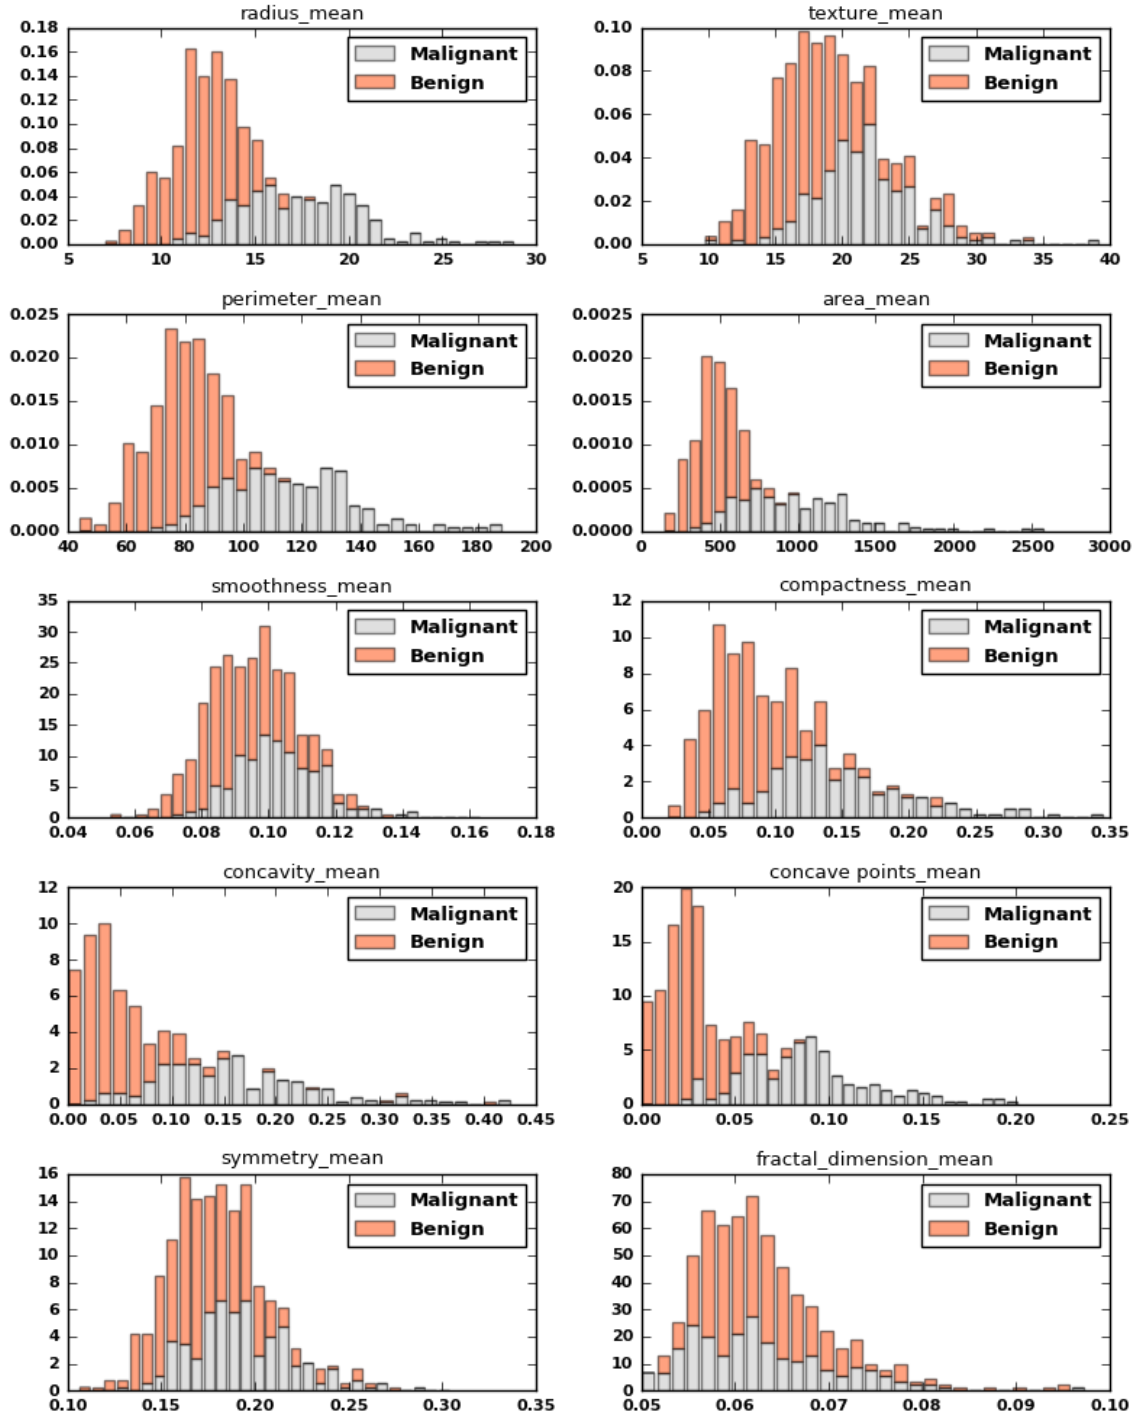 radius_mean
0.18
0.16
0.14
0.12
0.10
0.08
0.06
0.04
0.02
0.00
5 10 15 20 25 30
Malignant
Benign
texture_mean
0.10
0.08
0.06
0.04
0.02
0.00
5 10 15 20 25 30 35 40
Malignant
Benign
perimeter_mean
0.025
0.020
0.015
0.010
0.005
0.000
40 60 80 100 120 140 160 180 200
Malignant
Benign
area_mean
0.0025
0.0020
0.0015
0.0010
0.0005
0.0000
0 500 1000 1500 2000 2500 3000
Malignant
Benign
smoothness_mean
35
30
25
20
15
10
5
0
0.04 0.06 0.08 0.10 0.12 0.14 0.16 0.18
Malignant
Benign
compactness_mean
12
10
8
6
4
2
0
0.00 0.05 0.10 0.15 0.20 0.25 0.30 0.35
Malignant
Benign
concavity_mean
12
10
8
6
4
2
0
0.00 0.05 0.10 0.15 0.20 0.25 0.30 0.35 0.40 0.45
Malignant
Benign
concave points_mean
20
15
10
5
0
0.00 0.05 0.10 0.15 0.20 0.25
Malignant
Benign
symmetry_mean
16
14
12
10
8
6
4
2
0
0.10 0.15 0.20 0.25 0.30 0.35
Malignant
Benign
fractal_dimension_mean
80
70
60
50
40
30
20
10
0
0.05 0.06 0.07 0.08 0.09 0.10
Malignant
Benign